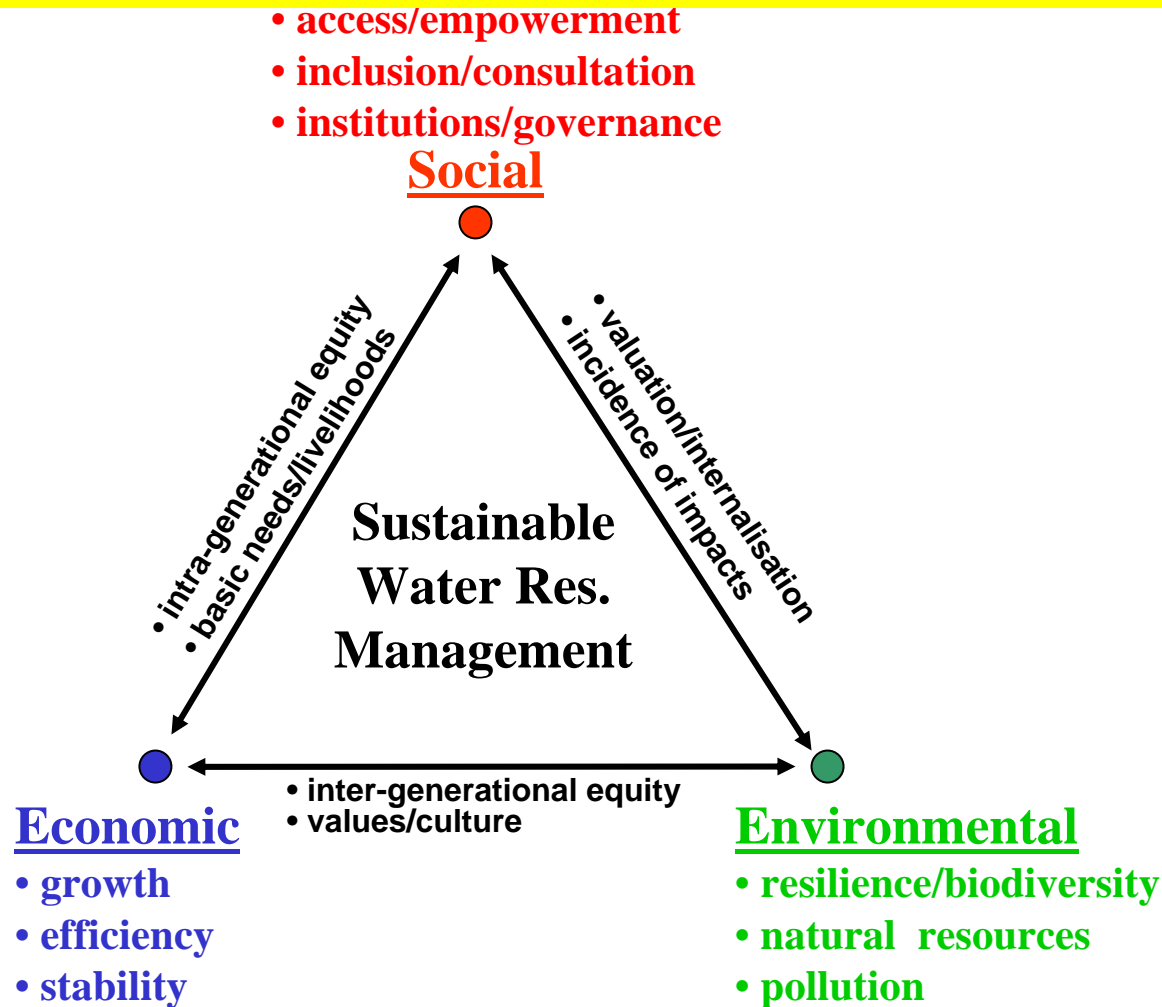 • access/empowerment
• inclusion/consultation
• institutions/governance
Social
• intra-generational equity
• basic needs/livelihoods
• valuation/internalisation
• incidence of impacts
Sustainable
Water Res.
Management
• inter-generational equity
• values/culture
Economic
• growth
• efficiency
• stability
Environmental
• resilience/biodiversity
• natural resources
• pollution